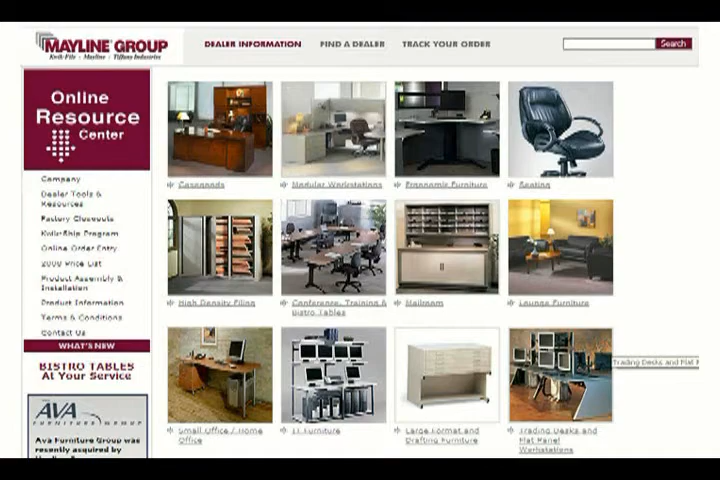 MAYLINE GROUP
Kwik-File • Mayline • Tiffany Industries
DEALER INFORMATION
FIND A DEALER
TRACK YOUR ORDER
Search
Online
Resource
Center
Company
Dealer Tools &
Resources
Factory Closeouts
Kwik-Ship Program
Online Order Entry
2008 Price List
Product Assembly &
Installation
Product Information
Terms & Conditions
Contact Us
WHAT'S NEW
BISTRO TABLES
At Your Service
AVA
FURNITURE GROUP
Ava Furniture Group was
recently acquired by
Casegoods
Modular Workstations
Ergonomic Furniture
Seating
High Density Filing
Conference, Training &
Bistro Tables
Mailroom
Lounge Furniture
Small Office / Home
Office
IT Furniture
Large Format and
Drafting Furniture
Trading Desks and
Flat Panel
Workstations
Trading Desks and Flat